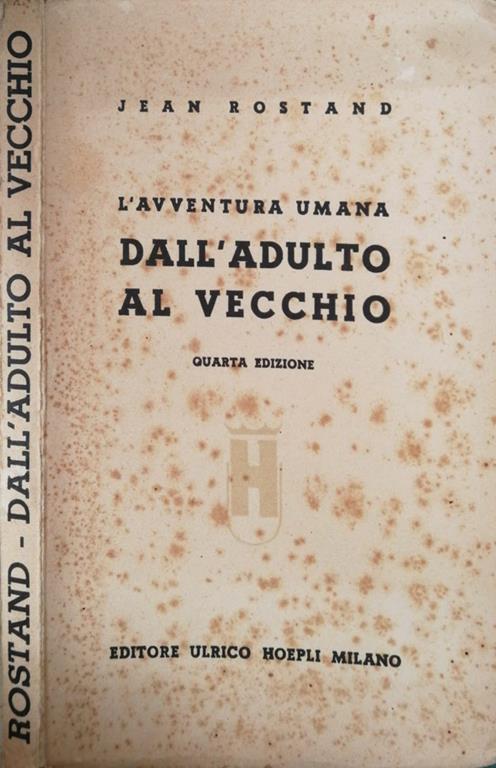 ROSTAND - DALL'ADULTO AL VECCHIO
JEAN ROSTAND
L'AVVENTURA UMANA
DALL'ADULTO
AL VECCHIO
QUARTA EDIZIONE
H
EDITORE ULRICO HOEPLI MILANO